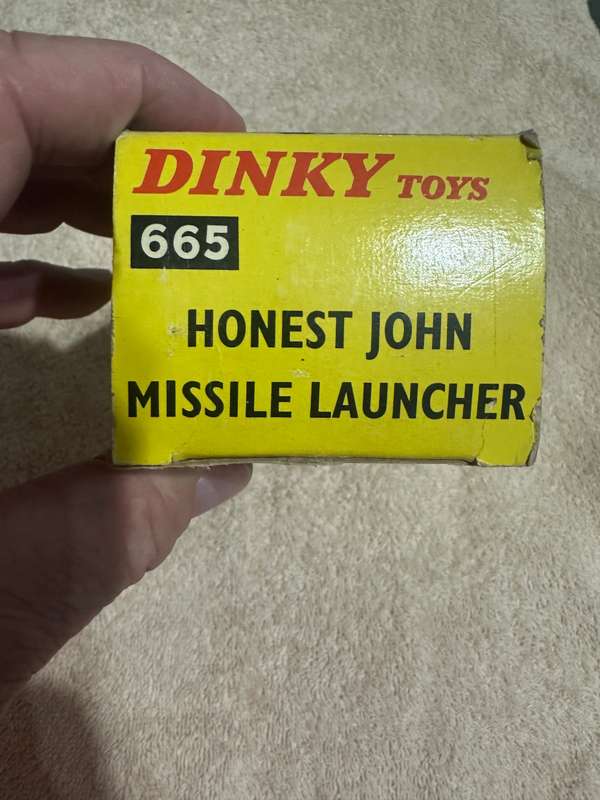 DINKY TOYS
665
HONEST JOHN
MISSILE LAUNCHER